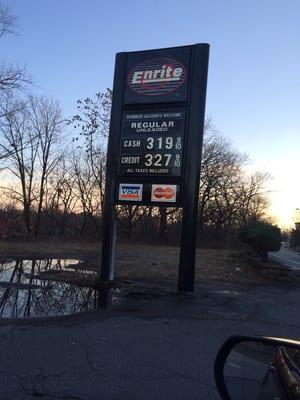 Enrite
BUSINESS ACCOUNTS WELCOME
REGULAR
UNLEADED
CASH 319 9/10
CREDIT 327 9/10
ALL TAXES INCLUDED
VISA MasterCard